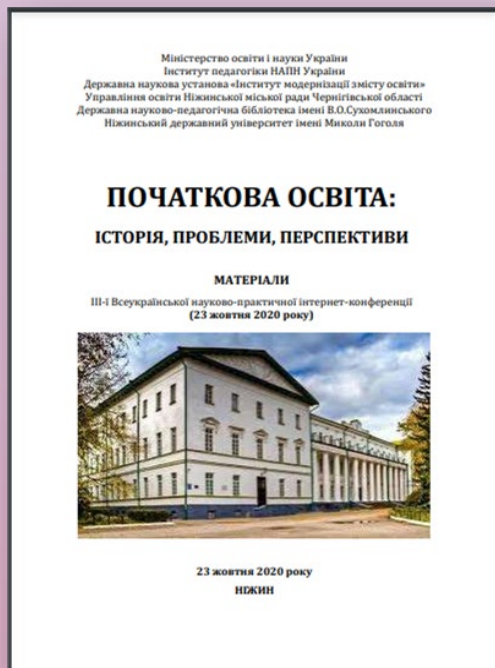 Міністерство освіти і науки України
Інститут педагогіки НАПН України
Державна наукова установа «Інститут модернізації змісту освіти»
Управління освіти Ніжинської міської ради Чернігівської області
Державна науково-педагогічна бібліотека імені В.О.Сухомлинського
Ніжинський державний університет імені Миколи Гоголя
ПОЧАТКОВА ОСВІТА:
ІСТОРІЯ, ПРОБЛЕМИ, ПЕРСПЕКТИВИ
МАТЕРІАЛИ
ІІІ-ї Всеукраїнської науково-практичної інтернет-конференції
(23 жовтня 2020 року)
23 жовтня 2020 року
НІЖИН